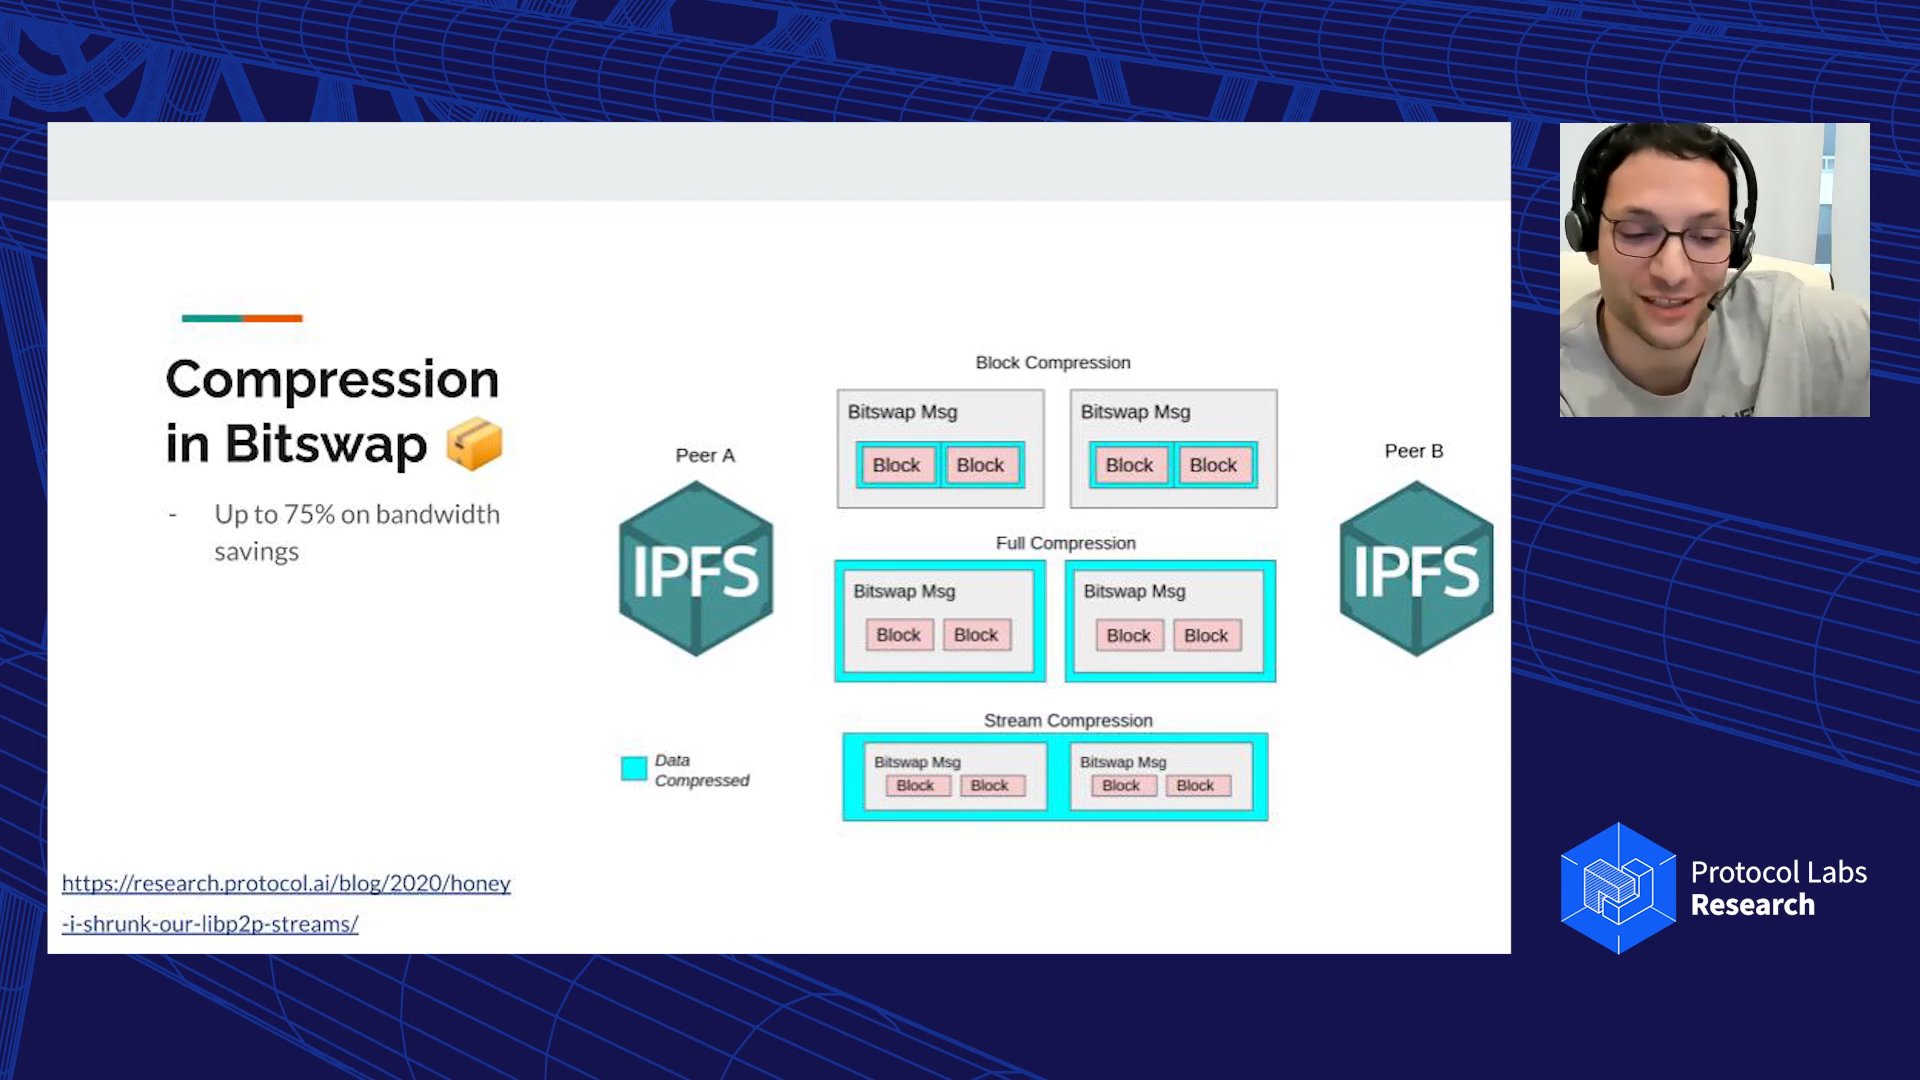 Compression
in Bitswap
- Up to 75% on bandwidth
savings
https://research.protocol.ai/blog/2020/honey
-i-shrunk-our-libp2p-streams/
Peer A
IPFS
Block Compression
Bitswap Msg
Block Block
Bitswap Msg
Block Block
Full Compression
Bitswap Msg
Block Block
Bitswap Msg
Block Block
Stream Compression
Bitswap Msg
Block Block
Bitswap Msg
Block Block
Peer B
IPFS
Data
Compressed
Protocol Labs
Research